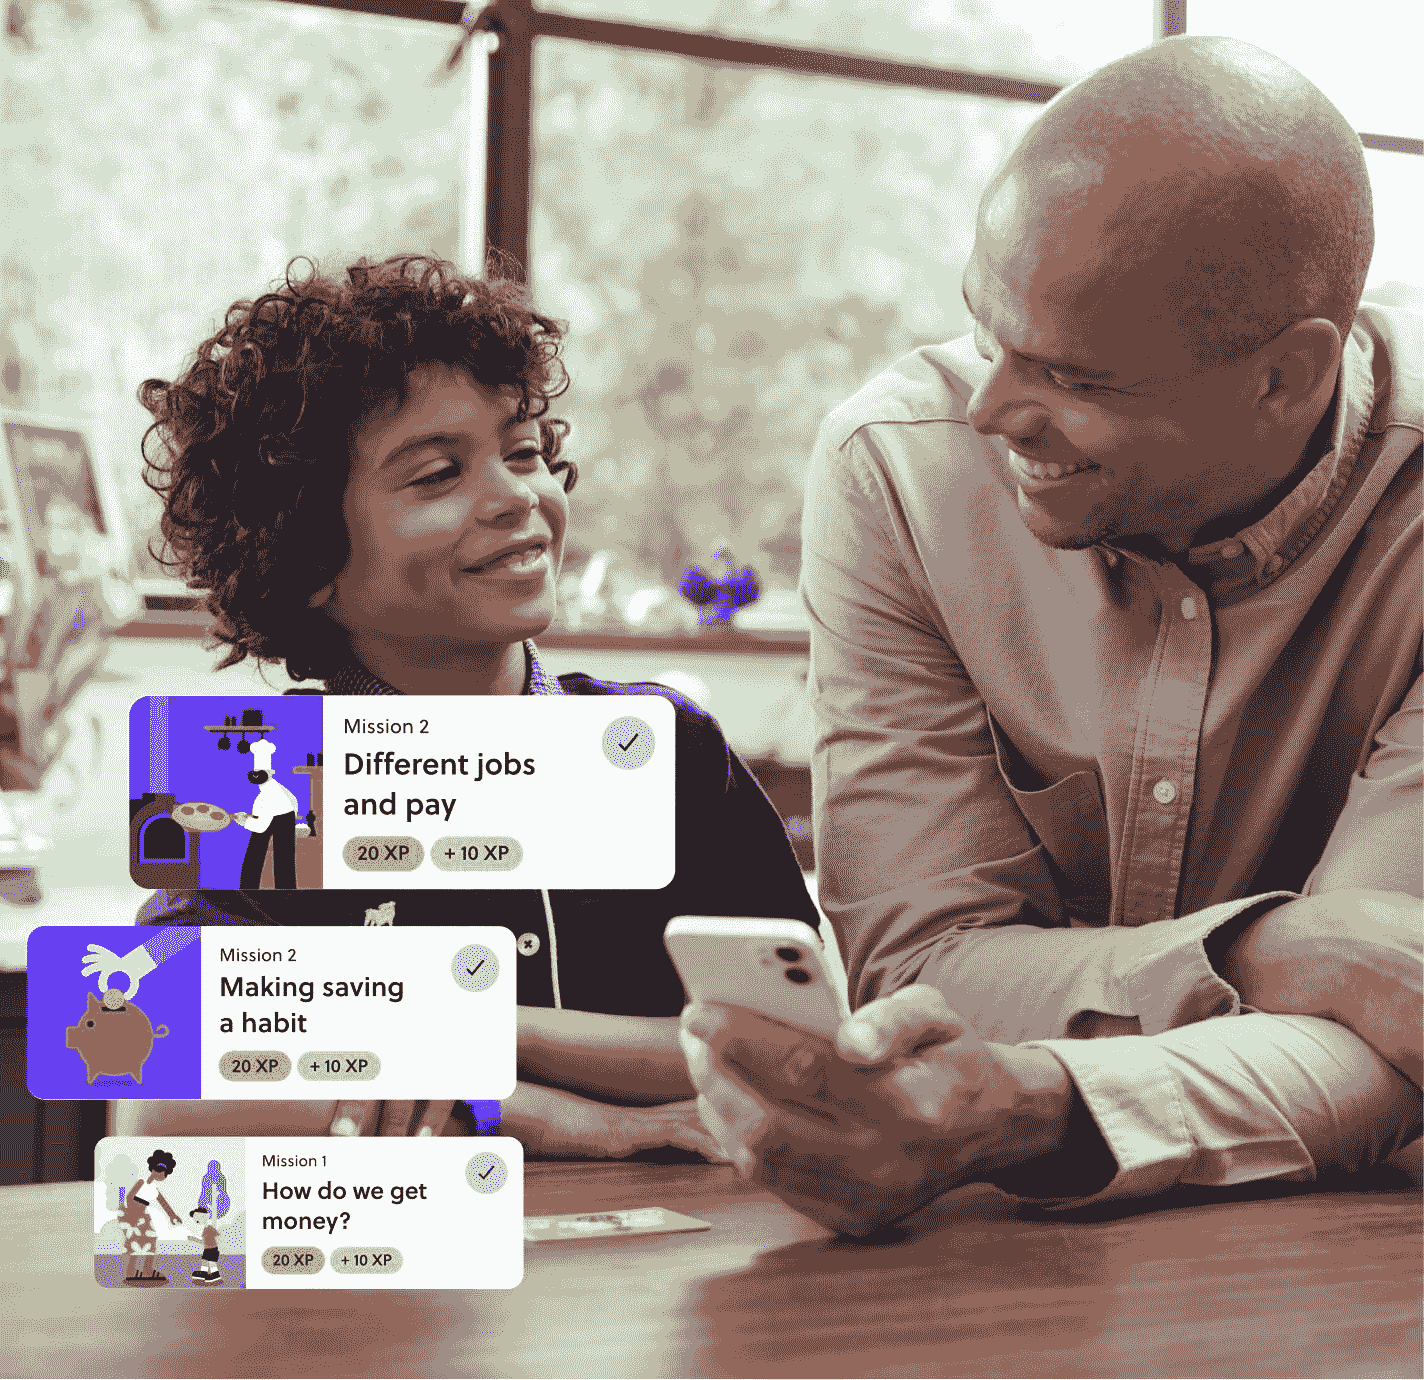 Mission 2
Different jobs
and pay
20 XP
+ 10 XP
Mission 2
Making saving
a habit
20 XP
+ 10 XP
Mission 1
How do we get
money?
20 XP
+ 10 XP